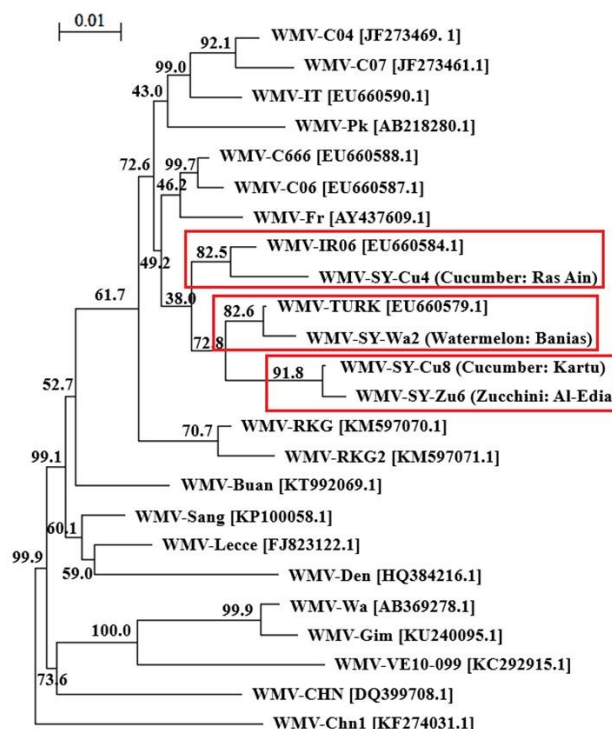 0.01
92.1
WMV-C04 [JF273469. 1]
99.0
WMV-C07 [JF273461.1]
43.0
WMV-IT [EU660590.1]
WMV-Pk [AB218280.1]
72.6
99.7
WMV-C666 [EU660588.1]
46.2
WMV-C06 [EU660587.1]
WMV-Fr [AY437609.1]
49.2
82.5
WMV-IR06 [EU660584.1]
WMV-SY-Cu4 (Cucumber: Ras Ain)
61.7
38.0
82.6
WMV-TURK [EU660579.1]
WMV-SY-Wa2 (Watermelon: Banias)
72.8
91.8
WMV-SY-Cu8 (Cucumber: Kartu)
52.7
WMV-SY-Zu6 (Zucchini: Al-Edia
70.7
WMV-RKG [KM597070.1]
WMV-RKG2 [KM597071.1]
99.1
WMV-Buan [KT992069.1]
60.1
WMV-Sang [KP100058.1]
99.9
WMV-Lecce [FJ823122.1]
59.0
WMV-Den [HQ384216.1]
99.9
WMV-Wa [AB369278.1]
100.0
WMV-Gim [KU240095.1]
WMV-VE10-099 [KC292915.1]
73.6
WMV-CHN [DQ399708.1]
WMV-Chn1 [KF274031.1]